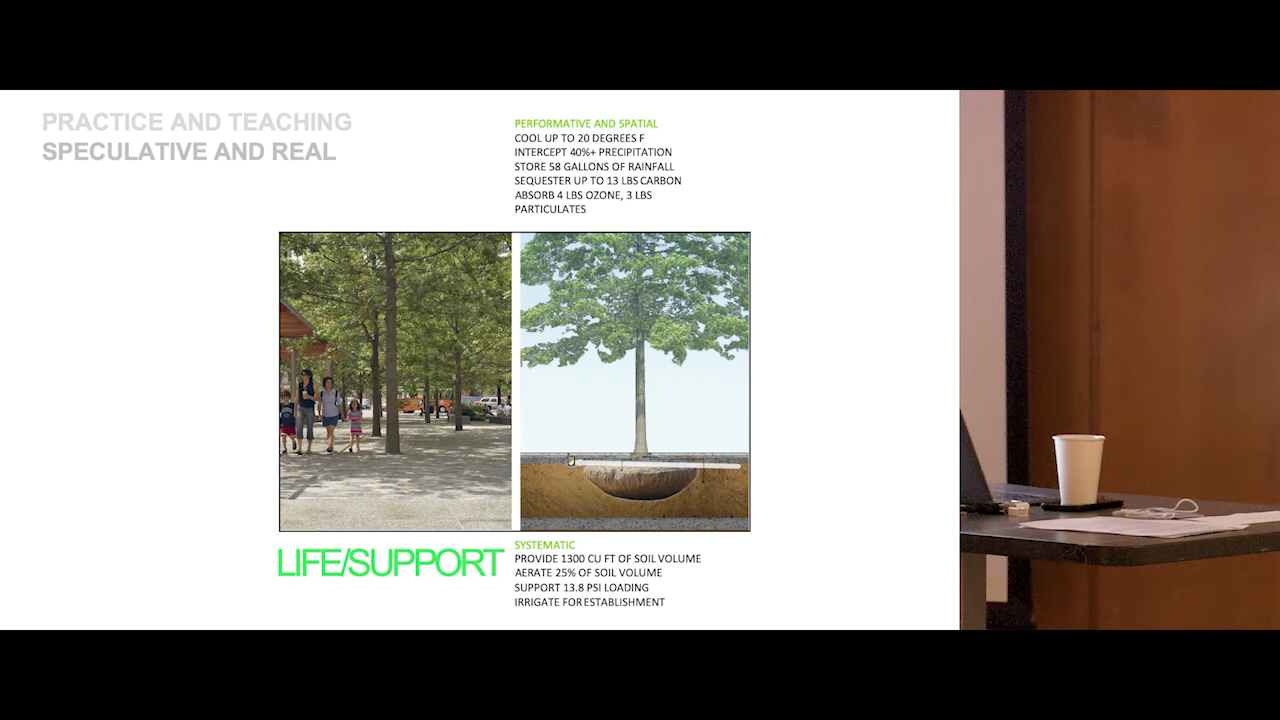 PRACTICE AND TEACHING
SPECULATIVE AND REAL
PERFORMATIVE AND SPATIAL
COOL UP TO 20 DEGREES F
INTERCEPT 40%+ PRECIPITATION
STORE 58 GALLONS OF RAINFALL
SEQUESTER UP TO 13 LBS CARBON
ABSORB 4 LBS OZONE, 3 LBS
PARTICULATES
LIFE/SUPPORT
SYSTEMATIC
PROVIDE 1300 CU FT OF SOIL VOLUME
AERATE 25% OF SOIL VOLUME
SUPPORT 13.8 PSI LOADING
IRRIGATE FOR ESTABLISHMENT